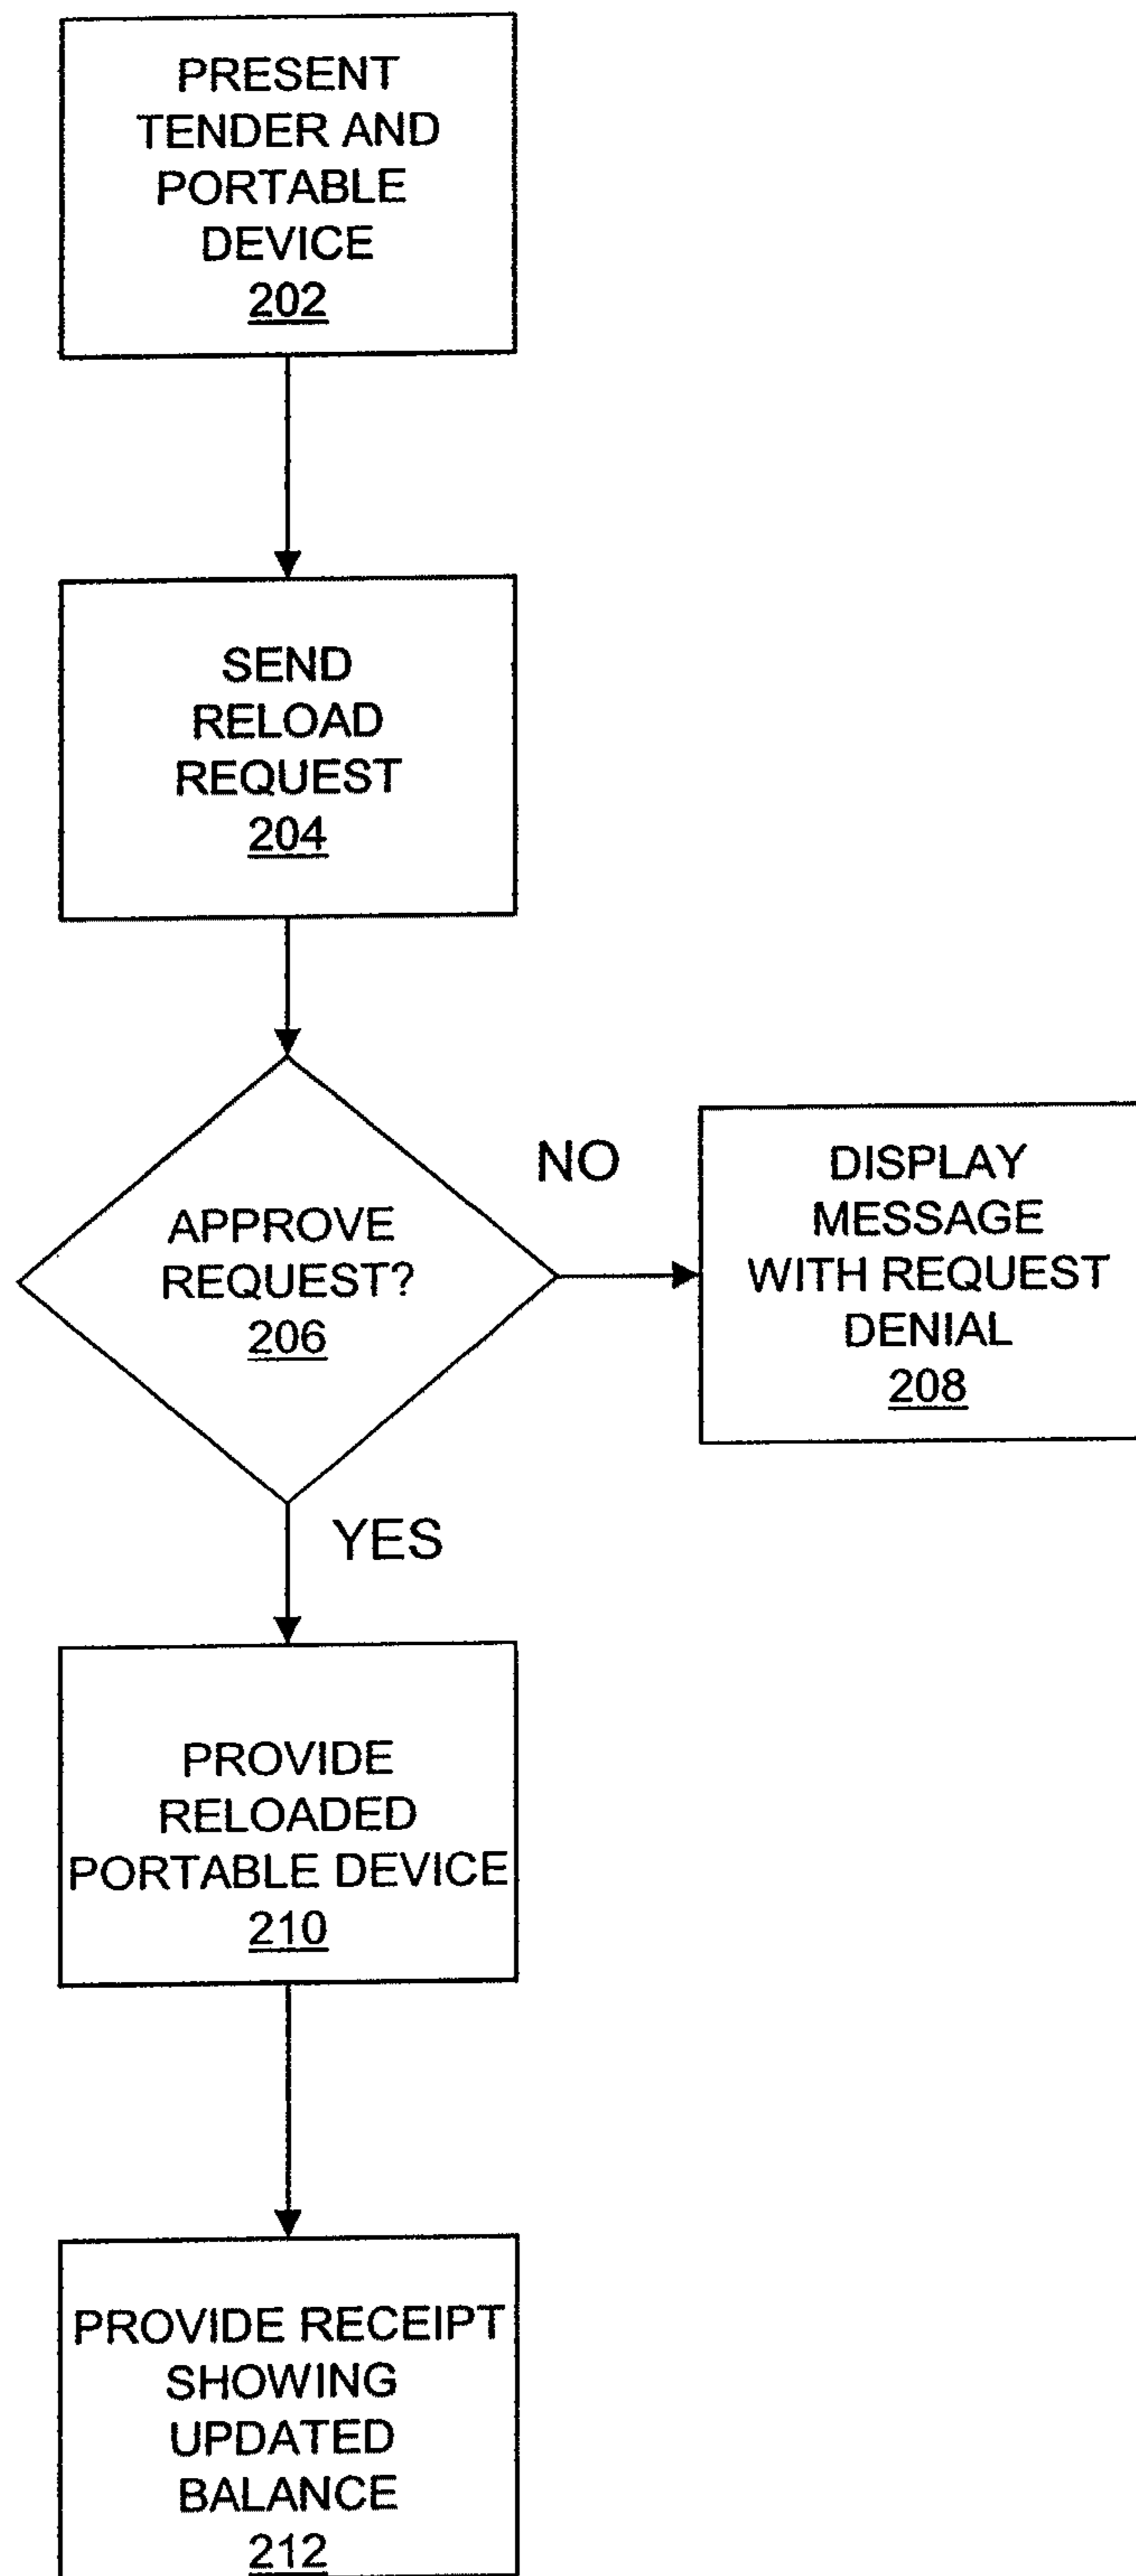 PRESENT
TENDER AND
PORTABLE
DEVICE
202
SEND
RELOAD
REQUEST
204
APPROVE
REQUEST?
206
NO
DISPLAY
MESSAGE
WITH REQUEST
DENIAL
208
YES
PROVIDE
RELOADED
PORTABLE DEVICE
210
PROVIDE RECEIPT
SHOWING
UPDATED
BALANCE
212